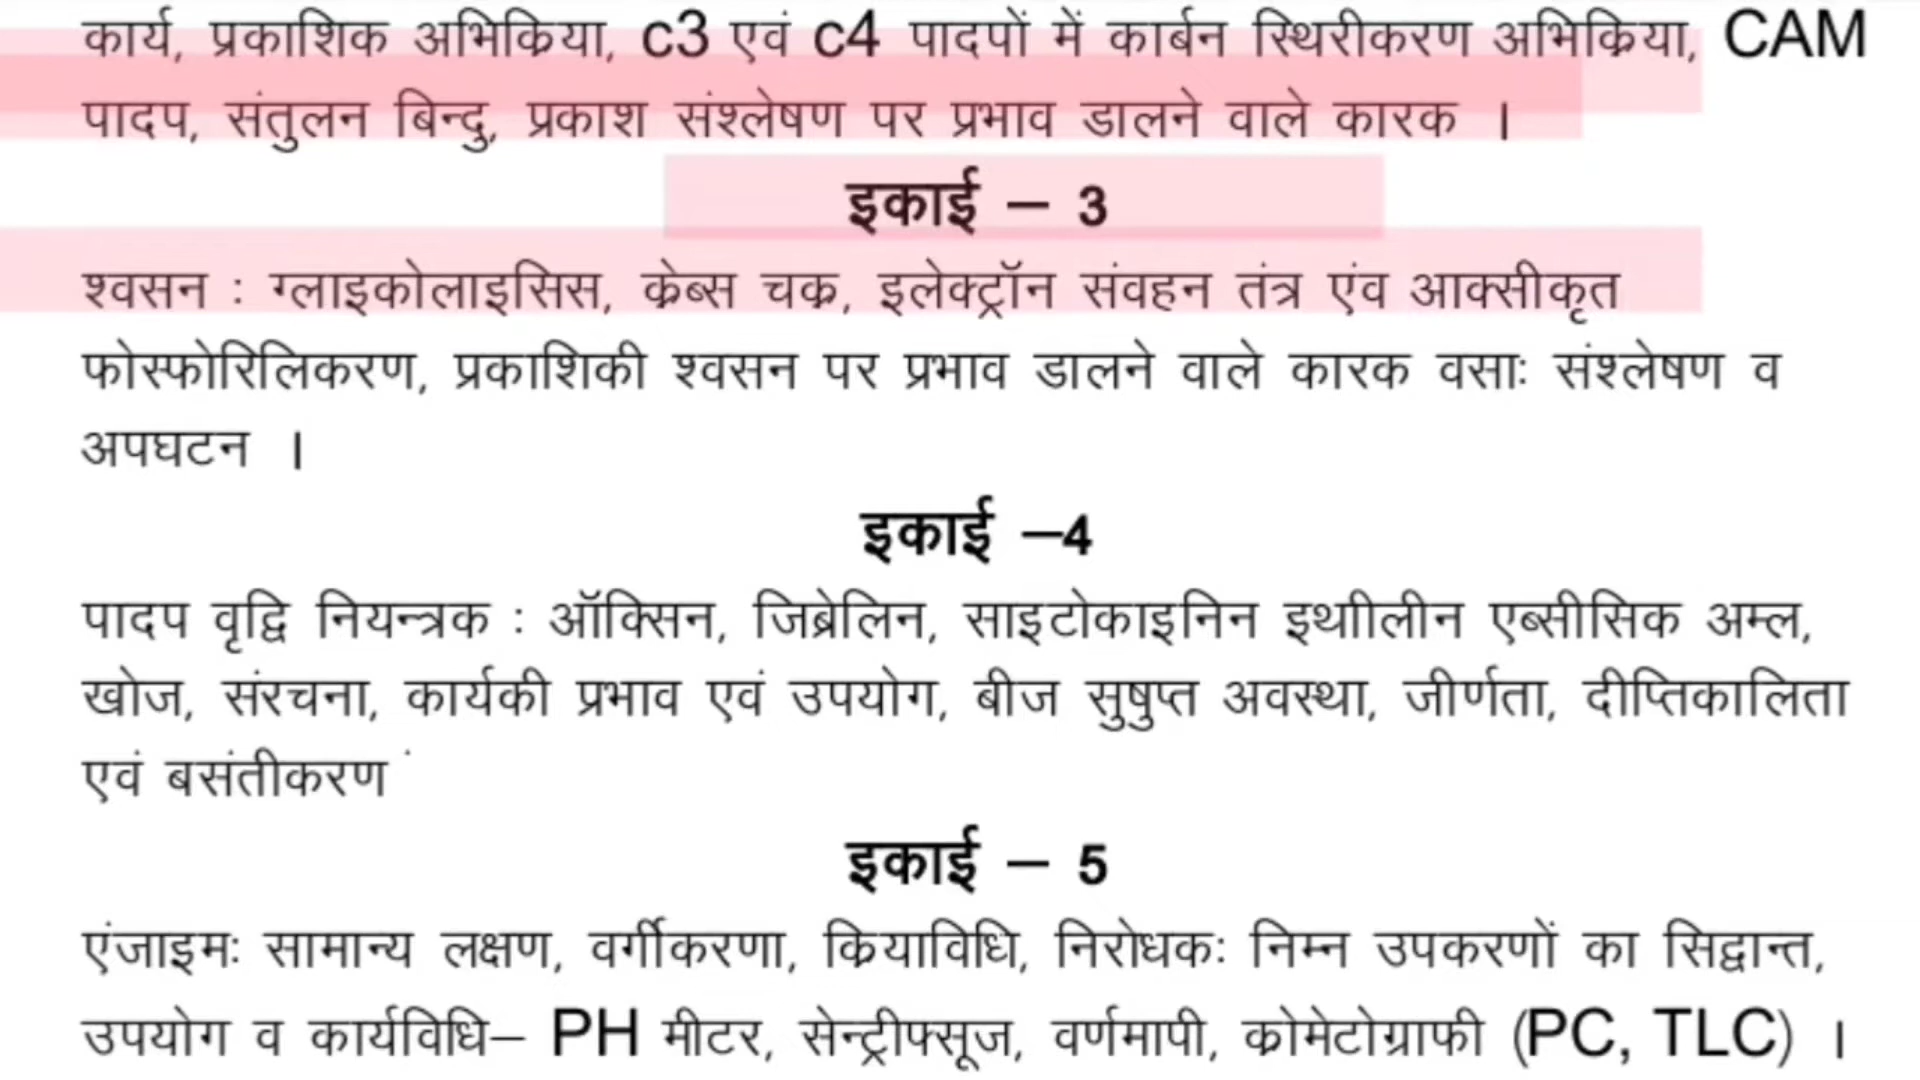 कार्य, प्रकाशिक अभिक्रिया, c3 एवं c4 पादपों में कार्बन स्थिरीकरण अभिक्रिया, CAM
पादप, संतुलन बिन्दु, प्रकाश संश्लेषण पर प्रभाव डालने वाले कारक ।
इकाई – 3
श्वसन : ग्लाइकोलाइसिस, क्रेब्स चक्र, इलेक्ट्रॉन संवहन तंत्र एंव आक्सीकृत
फोस्फोरिलिकरण, प्रकाशिकी श्वसन पर प्रभाव डालने वाले कारक वसाः संश्लेषण व
अपघटन ।
इकाई –4
पादप वृद्वि नियन्त्रक : ऑक्सिन, जिब्रेलिन, साइटोकाइनिन इथाीलीन एब्सीसिक अम्ल,
खोज, संरचना, कार्यकी प्रभाव एवं उपयोग, बीज सुषुप्त अवस्था, जीर्णता, दीप्तिकालिता
एवं बसंतीकरण
इकाई – 5
एंजाइमः सामान्य लक्षण, वर्गीकरणा, क्रियाविधि, निरोधकः निम्न उपकरणों का सिद्वान्त,
उपयोग व कार्यविधि– PH मीटर, सेन्ट्रीफ्सूज, वर्णमापी, क्रोमेटोग्राफी (PC, TLC) ।